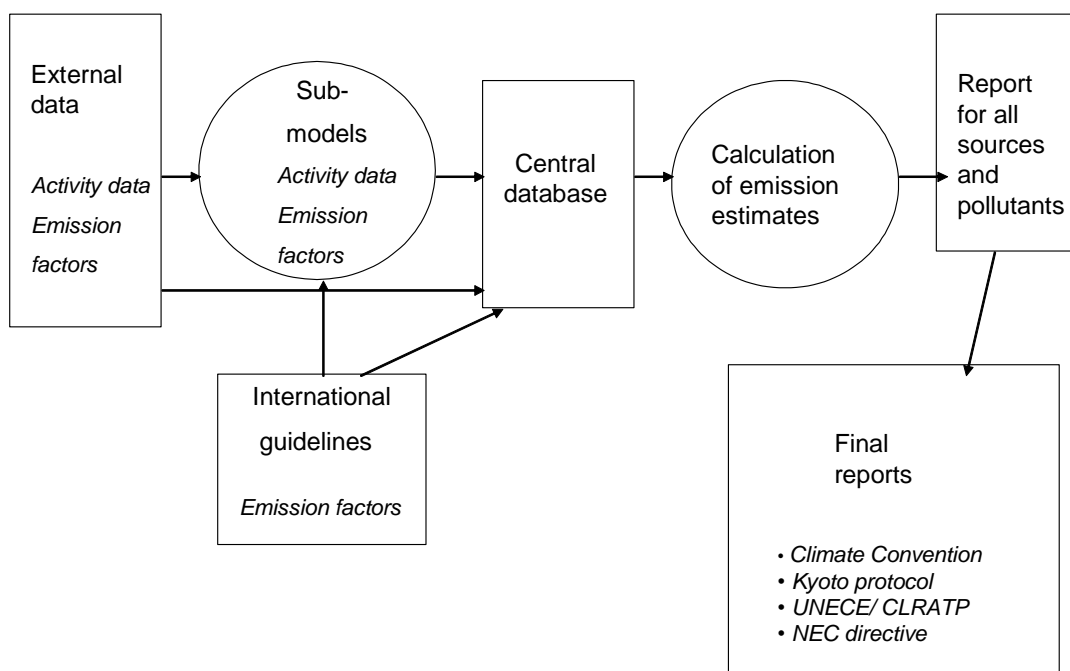 External
data
Activity data
Emission
factors
Sub-
models
Activity data
Emission
factors
Central
database
Calculation
of emission
estimates
Report
for all
sources
and
pollutants
International
guidelines
Emission factors
Final
reports
• Climate Convention
• Kyoto protocol
• UNECE/ CLRATP
• NEC directive